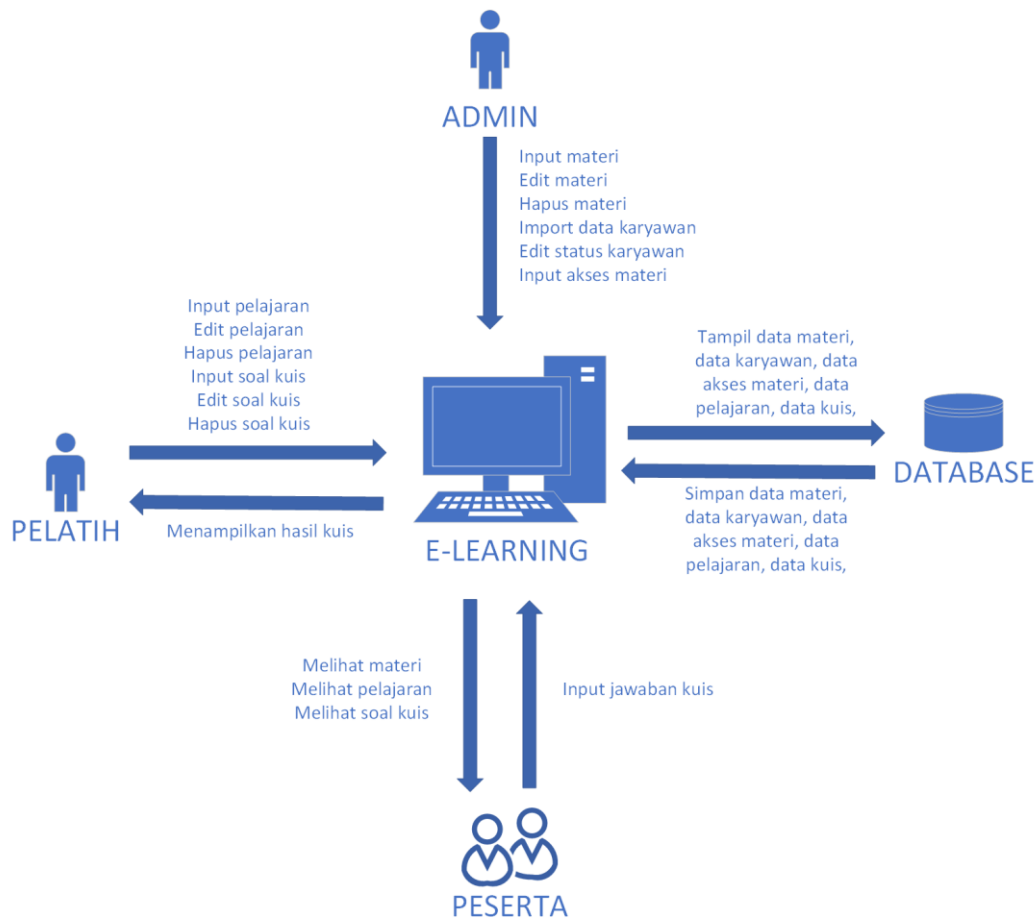 ADMIN
Input materi
Edit materi
Hapus materi
Import data karyawan
Edit status karyawan
Input akses materi
Input pelajaran
Edit pelajaran
Hapus pelajaran
Input soal kuis
Edit soal kuis
Hapus soal kuis
Tampil data materi,
data karyawan, data
akses materi, data
pelajaran, data kuis,
PELATIH
Menampilkan hasil kuis
E-LEARNING
DATABASE
Simpan data materi,
data karyawan, data
akses materi, data
pelajaran, data kuis,
Melihat materi
Melihat pelajaran
Melihat soal kuis
Input jawaban kuis
PESERTA